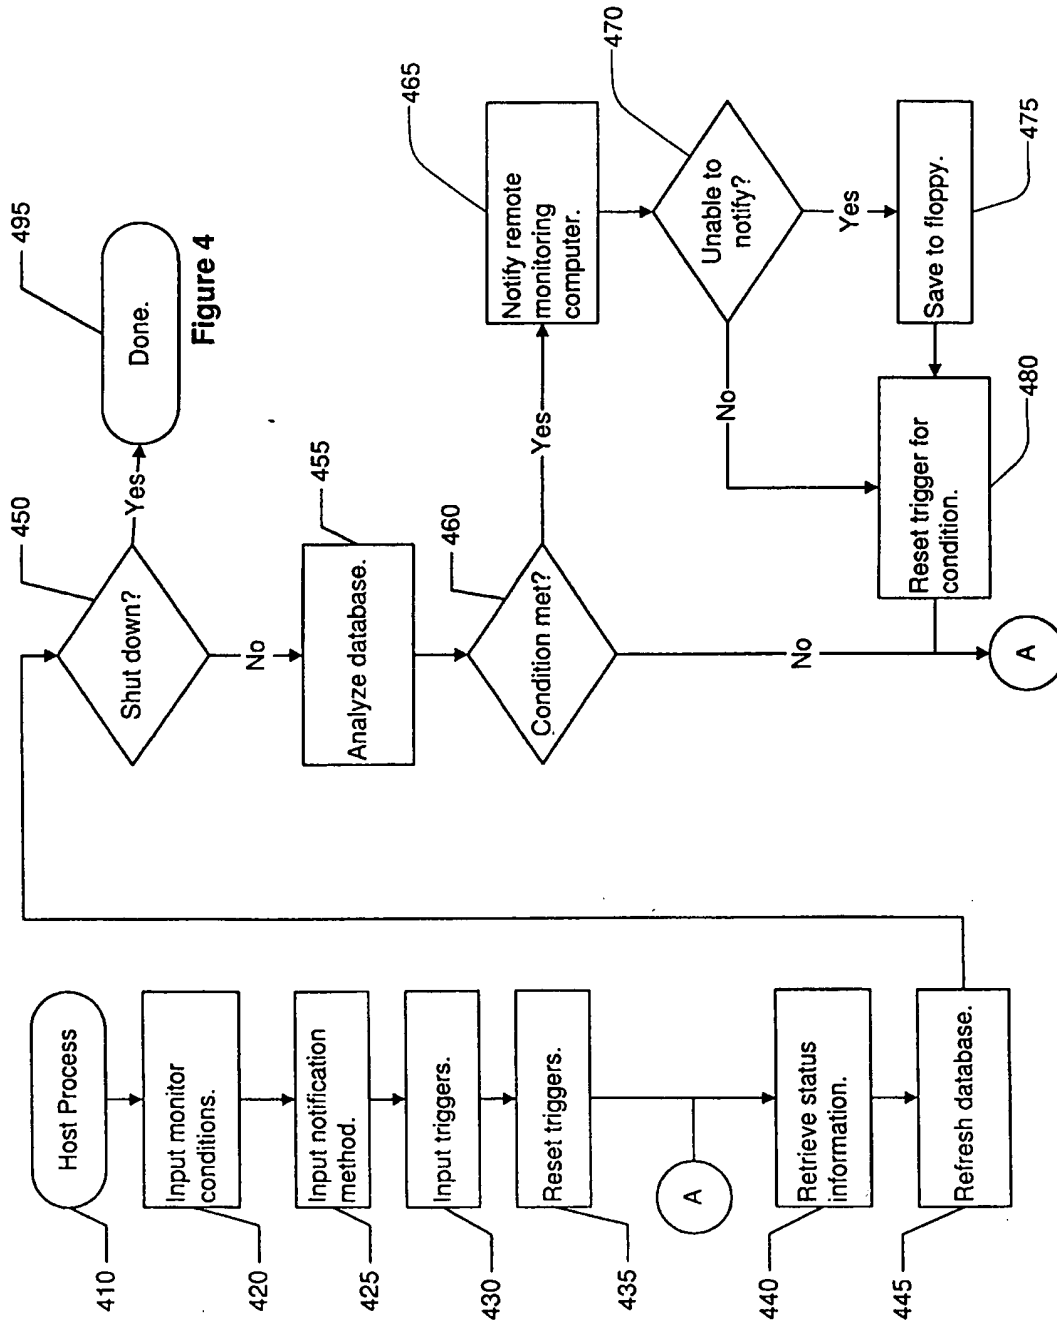 Host Process
410
Input monitor
conditions.
420
Input notification
method.
425
Input triggers.
430
Reset triggers.
435
A
Retrieve status
information.
440
Refresh database.
445
Shut down?
450
Yes
Done.
495
Figure 4
No
Analyze database.
455
Condition met?
460
Yes
Notify remote
monitoring
computer.
465
Unable to
notify?
470
Yes
Save to floppy.
475
No
Reset trigger for
condition.
480
No
A